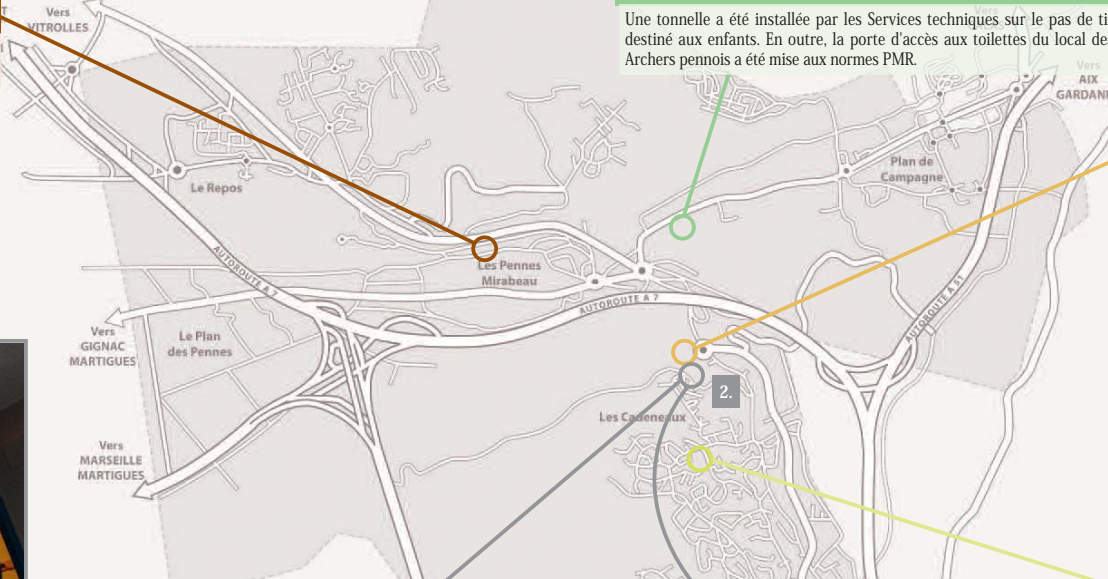 Une tonnelle a été installée par les Services techniques sur le pas de
destiné aux enfants. En outre, la porte d'accès aux toilettes du local
Archers pennois a été mise aux normes PMR.
Vers
VITROLLES
Vers
AIX
Le Repos
Plan de
Campagne
Les Pennes
Mirabeau
AUTOROUTE A 7
AUTOROUTE A 7
AUTOROUTE A 51
Vers
GIGNAC
MARTIGUES
Le Plan
des Pennes
2.
Les Cadeneaux
Vers
MARSEILLE
MARTIGUES